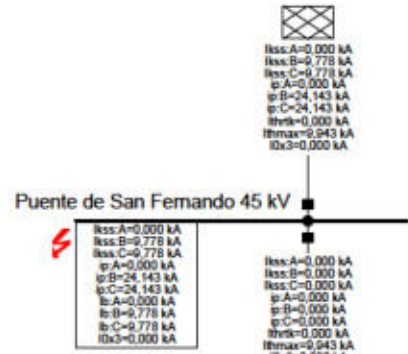 Ikss:A=0,000 kA
Ikss:B=9,778 kA
Ikss:C=9,778 kA
ip:A=0,000 kA
ip:B=24,143 kA
ip:C=24,143 kA
Ithrtk=0,000 kA
Ithmax=9,943 kA
I0x3=0,000 kA
Puente de San Fernando 45 kV
Ikss:A=0,000 kA
Ikss:B=9,778 kA
Ikss:C=9,778 kA
ip:A=0,000 kA
ip:B=24,143 kA
ip:C=24,143 kA
Ib:A=0,000 kA
Ib:B=9,778 kA
Ib:C=9,778 kA
I0x3=0,000 kA
Ikss:A=0,000 kA
Ikss:B=0,000 kA
Ikss:C=0,000 kA
ip:A=0,000 kA
ip:B=0,000 kA
ip:C=0,000 kA
Ithrtk=0,000 kA
Ithmax=9,943 kA
I0x3=0,000 kA